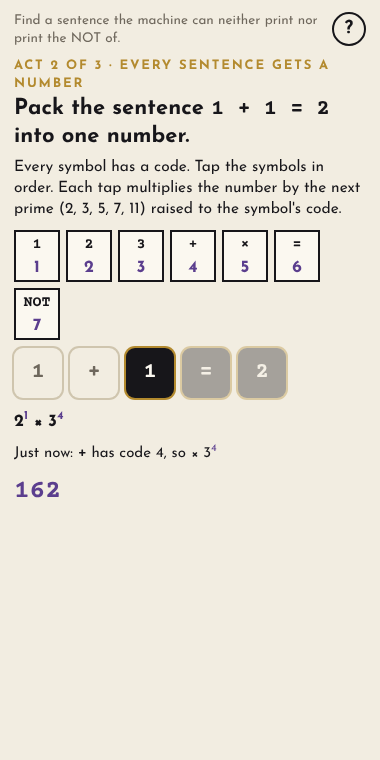 Find a sentence the machine can neither print nor
print the NOT of.
?
ACT 2 OF 3 · EVERY SENTENCE GETS A
NUMBER
Pack the sentence 1 + 1 = 2
into one number.
Every symbol has a code. Tap the symbols in
order. Each tap multiplies the number by the next
prime (2, 3, 5, 7, 11) raised to the symbol's code.
1 2 3 + × =
1 2 3 4 5 6
NOT
7
1 + 1 = 2
2¹ × 3⁴
Just now: + has code 4, so × 3⁴
162